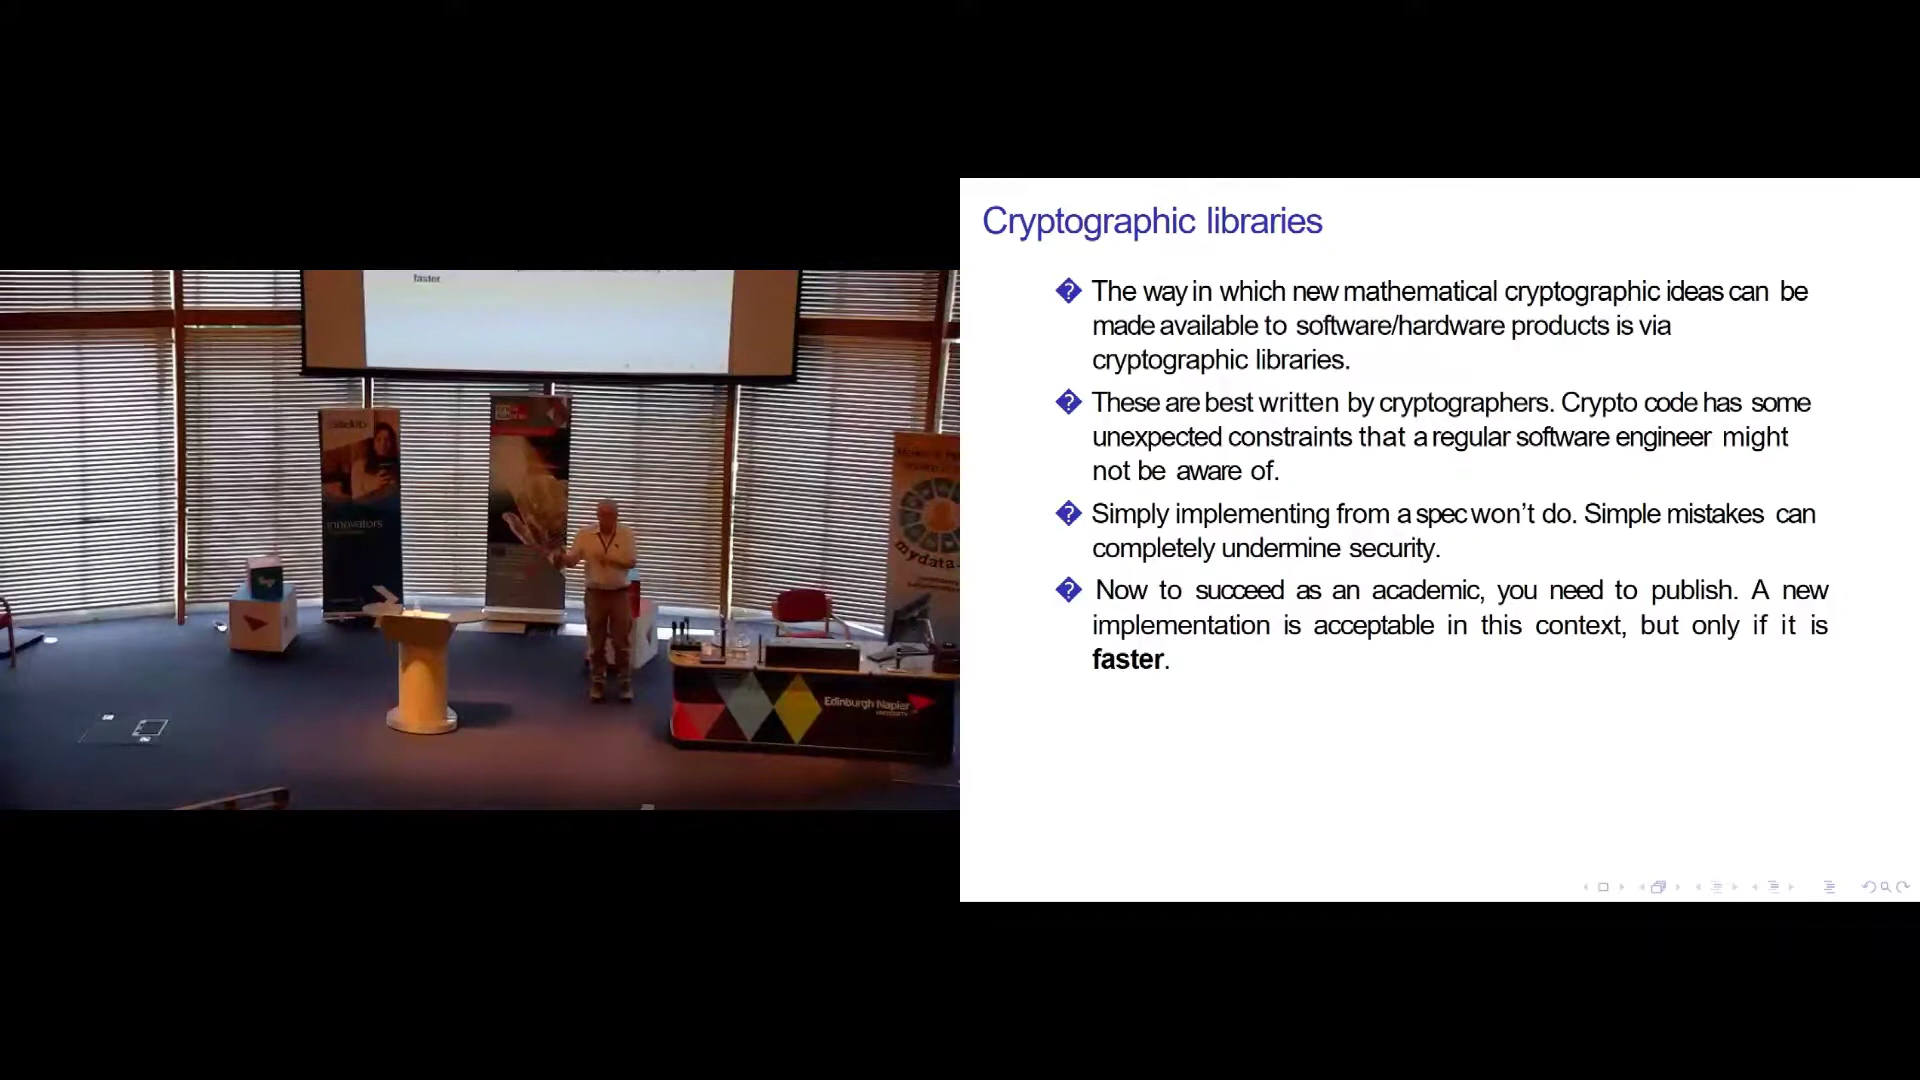 faster.
innovators
mydata
Edinburgh Napier
UNIVERSITY
Cryptographic libraries
The way in which new mathematical cryptographic ideas can be
made available to software/hardware products is via
cryptographic libraries.
These are best written by cryptographers. Crypto code has some
unexpected constraints that a regular software engineer might
not be aware of.
Simply implementing from a spec won’t do. Simple mistakes can
completely undermine security.
Now to succeed as an academic, you need to publish. A new
implementation is acceptable in this context, but only if it is
faster.